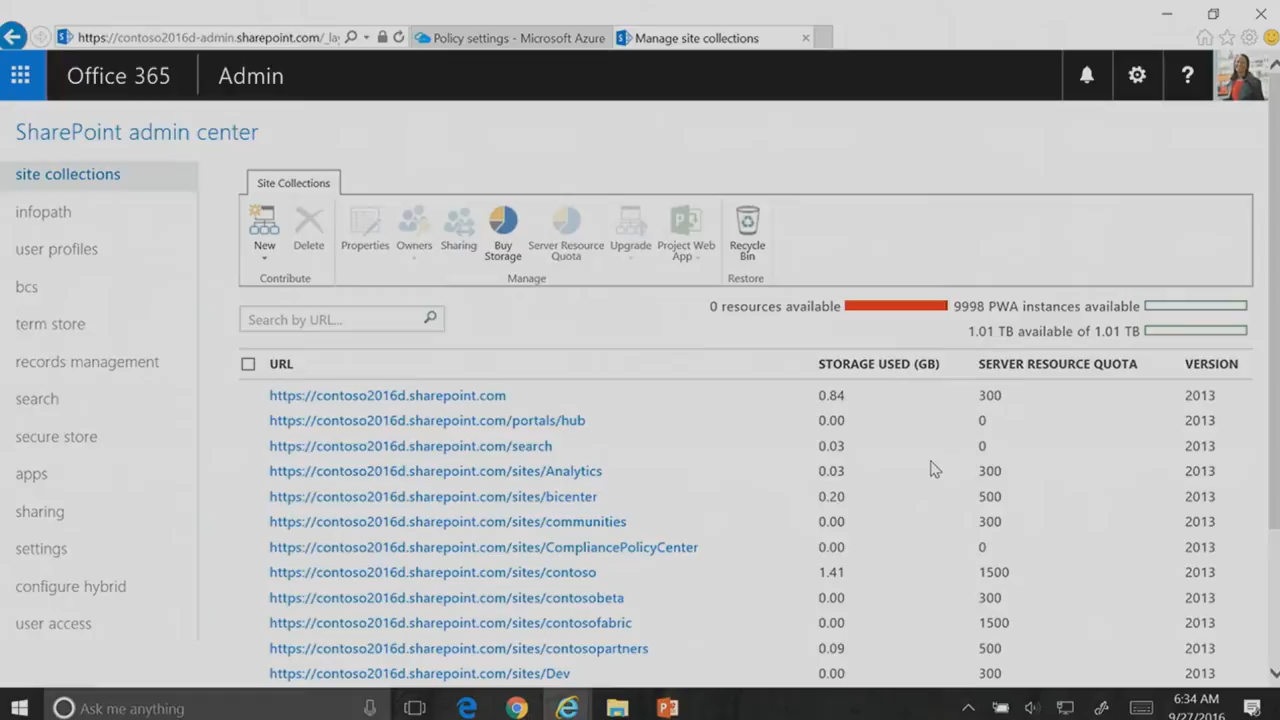 https://contoso2016d-admin.sharepoint.com/_la
Policy settings - Microsoft Azure
Manage site collections
Office 365
Admin
?
SharePoint admin center
site collections
infopath
user profiles
bcs
term store
records management
search
secure store
apps
sharing
settings
configure hybrid
user access
Site Collections
New
Delete
Properties
Owners
Sharing
Buy Storage
Server Resource Quota
Upgrade
Project Web App
Recycle Bin
Contribute
Manage
Restore
Search by URL...
0 resources available
9998 PWA instances available
1.01 TB available of 1.01 TB
URL STORAGE USED (GB) SERVER RESOURCE QUOTA VERSION
https://contoso2016d.sharepoint.com 0.84 300 2013
https://contoso2016d.sharepoint.com/portals/hub 0.00 0 2013
https://contoso2016d.sharepoint.com/search 0.03 0 2013
https://contoso2016d.sharepoint.com/sites/Analytics 0.03 300 2013
https://contoso2016d.sharepoint.com/sites/bicenter 0.20 500 2013
https://contoso2016d.sharepoint.com/sites/communities 0.00 300 2013
https://contoso2016d.sharepoint.com/sites/CompliancePolicyCenter 0.00 0 2013
https://contoso2016d.sharepoint.com/sites/contoso 1.41 1500 2013
https://contoso2016d.sharepoint.com/sites/contosobeta 0.00 300 2013
https://contoso2016d.sharepoint.com/sites/contosofabric 0.00 1500 2013
https://contoso2016d.sharepoint.com/sites/contosopartners 0.09 500 2013
https://contoso2016d.sharepoint.com/sites/Dev 0.00 300 2013
Ask me anything
6:34 AM
9/27/2016